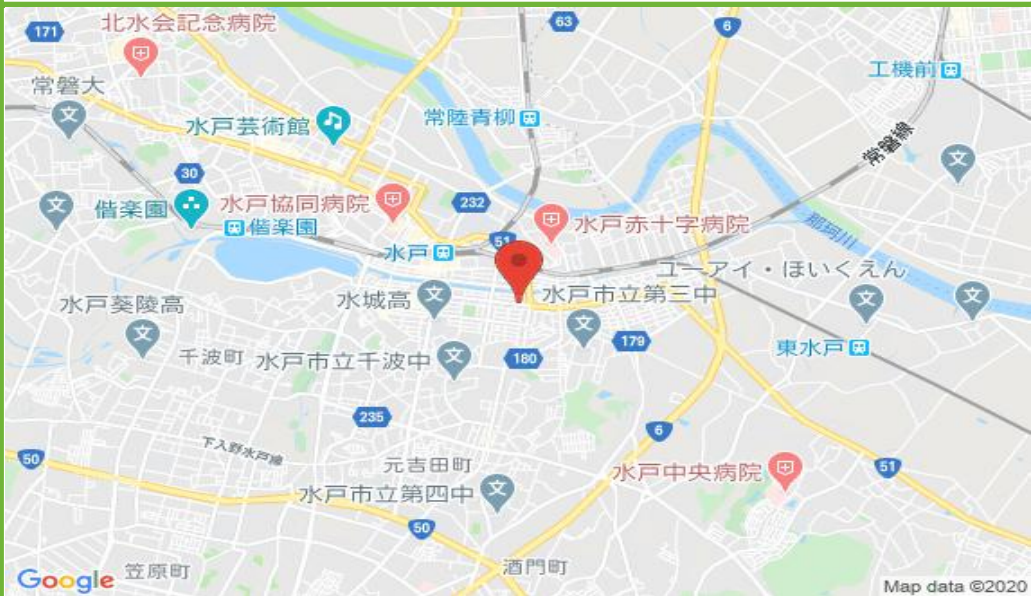 171
北水会記念病院
63
6
工機前
常磐大
水戸芸術館
常陸青柳
常磐線
30
偕楽園
水戸協同病院
232
水戸赤十字病院
偕楽園
51
水戸
那珂川
ユーアイ・ほいくえん
水戸葵陵高
水城高
水戸市立第三中
千波町
水戸市立千波中
180
179
東水戸
235
6
下入野水戸線
50
元吉田町
水戸中央病院
51
水戸市立第四中
50
Google
笠原町
酒門町
Map data ©2020